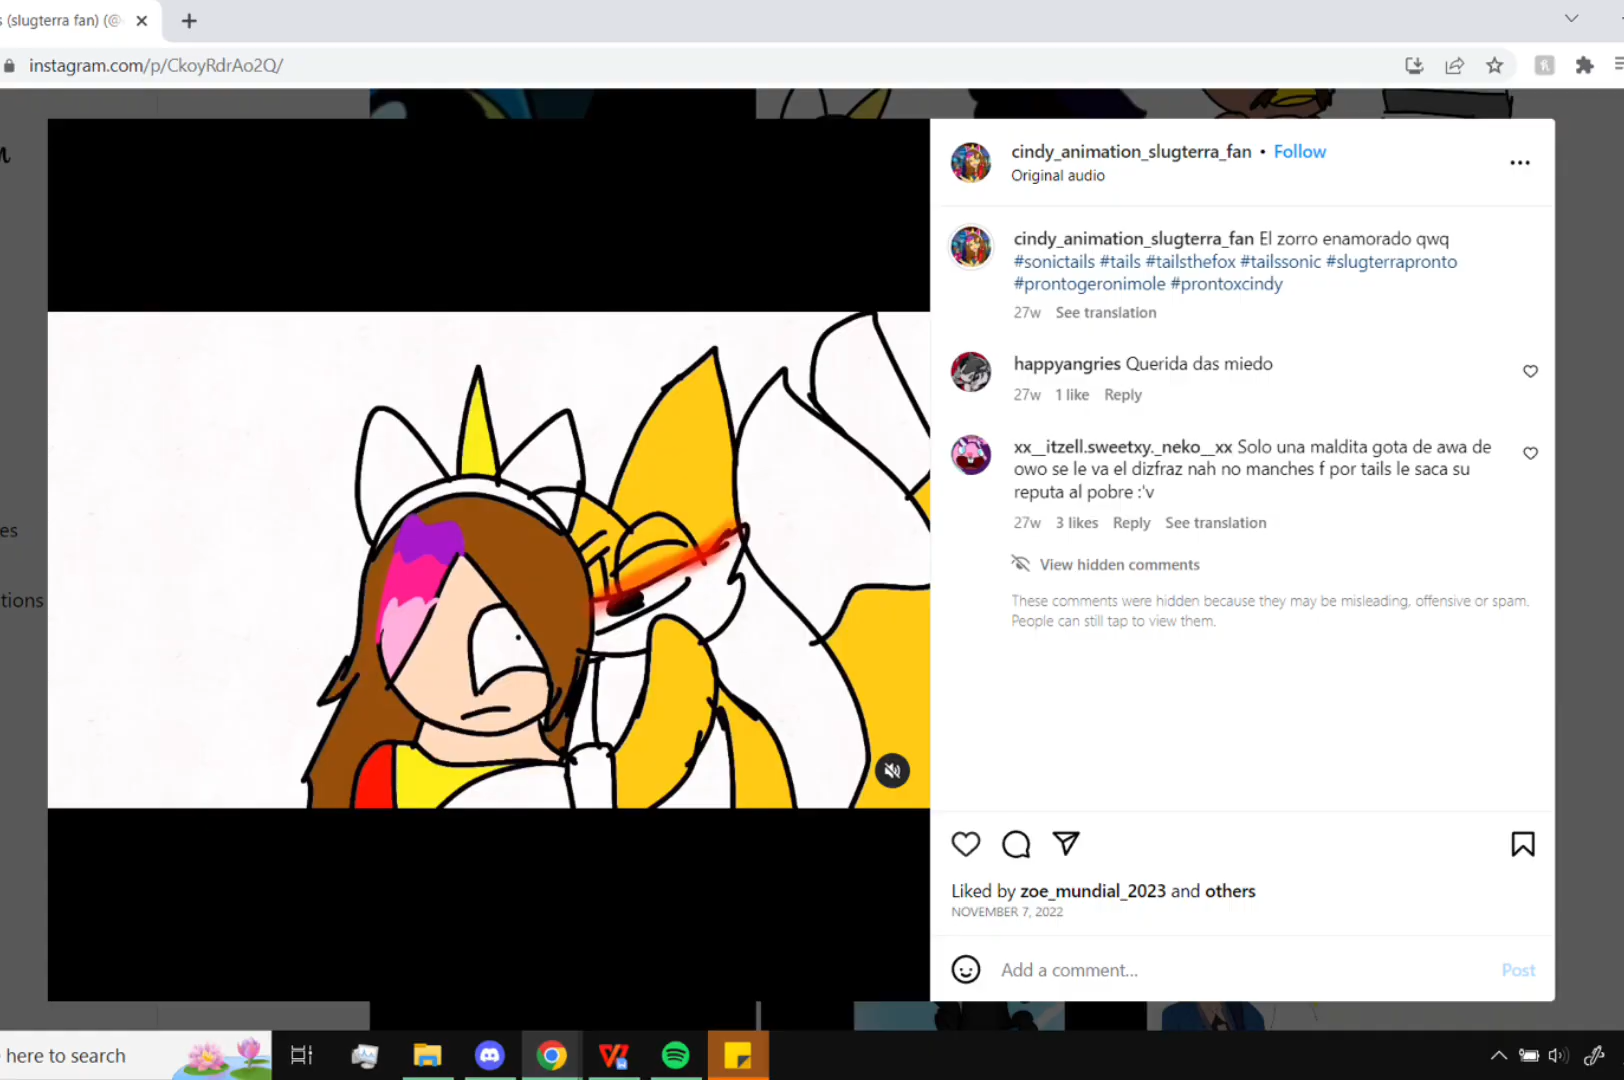 s (slugterra fan) (@
instagram.com/p/CkoyRdrAo2Q/
cindy_animation_slugterra_fan • Follow
Original audio
cindy_animation_slugterra_fan El zorro enamorado qwq
#sonictails #tails #tailsthefox #tailssonic #slugterrapronto
#prontogeronimole #prontoxcindy
27w See translation
happyangries Querida das miedo
27w 1 like Reply
xx__itzell.sweetxy._neko__xx Solo una maldita gota de awa de
owo se le va el dizfraz nah no manches f por tails le saca su
reputa al pobre :'v
27w 3 likes Reply See translation
View hidden comments
These comments were hidden because they may be misleading, offensive or spam.
People can still tap to view them.
es
tions
Liked by zoe_mundial_2023 and others
NOVEMBER 7, 2022
Add a comment...
Post
here to search